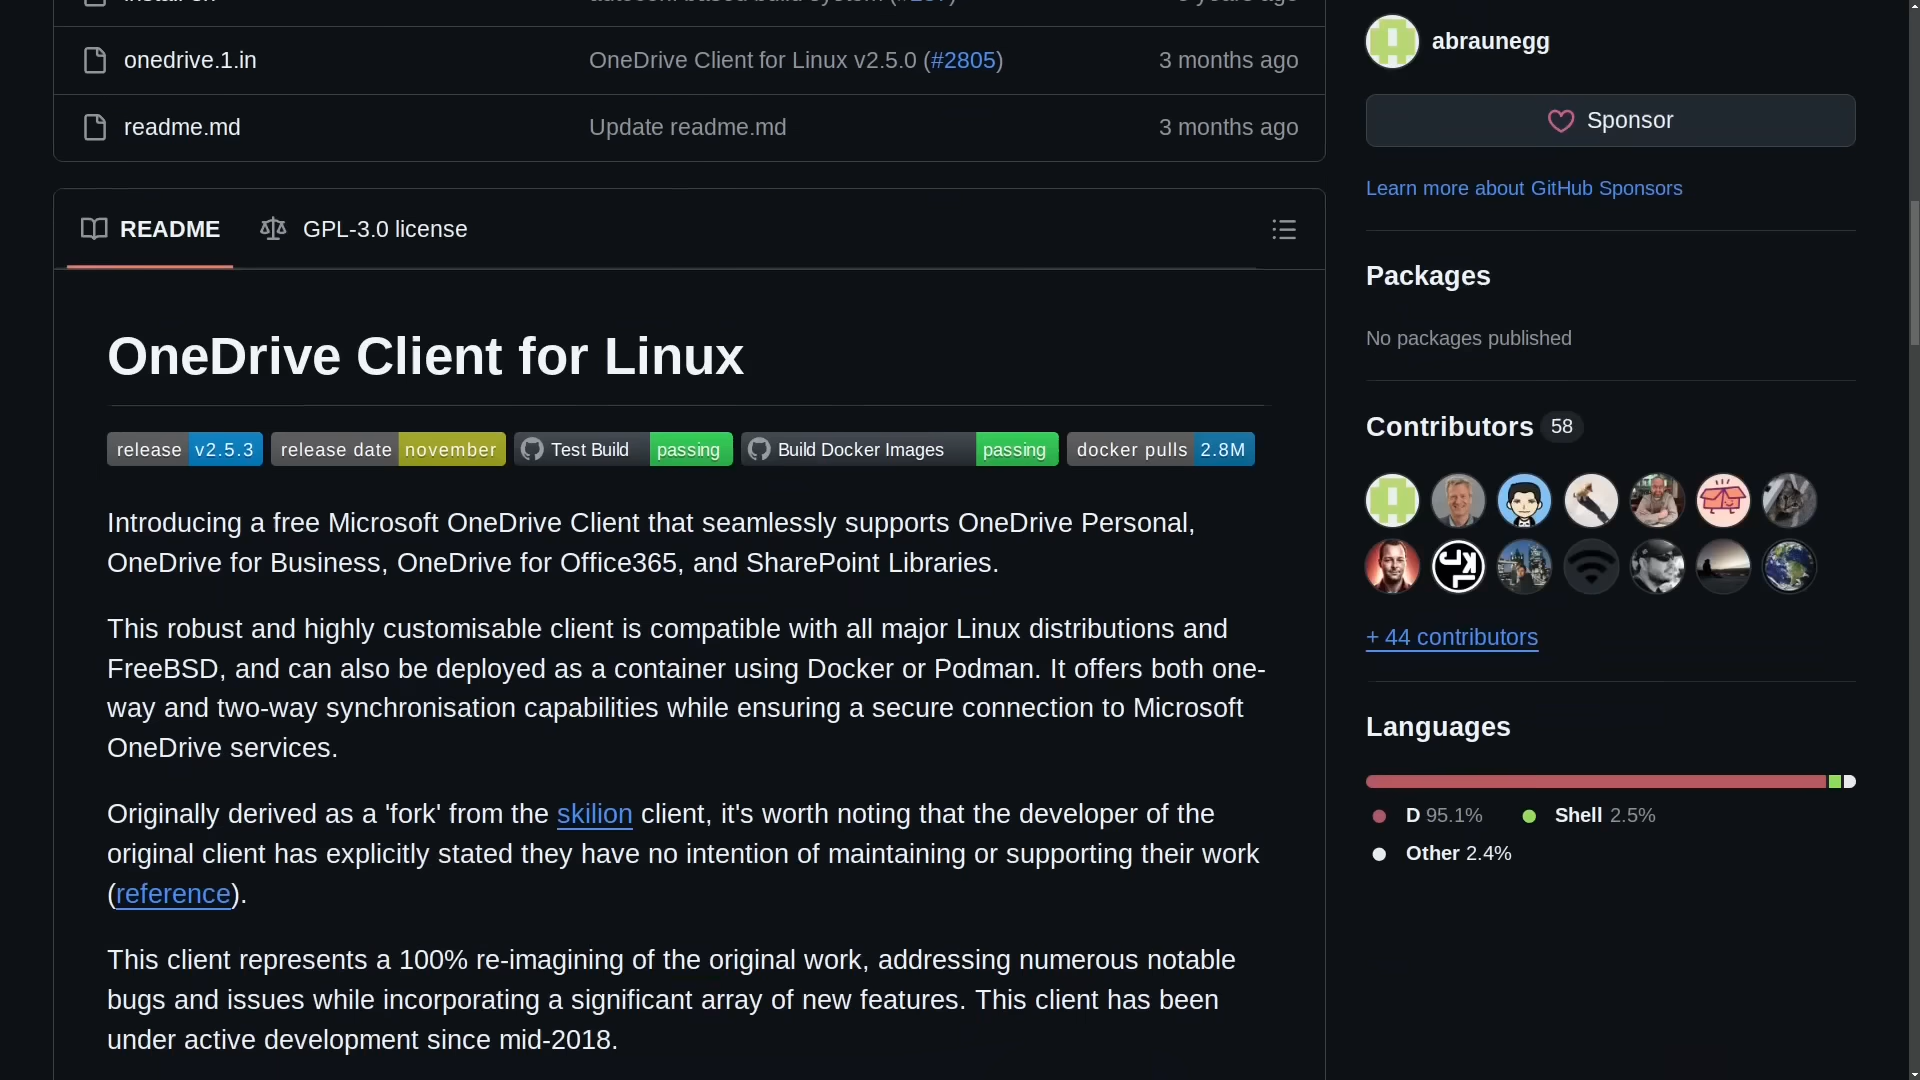 onedrive.1.in OneDrive Client for Linux v2.5.0 (#2805) 3 months ago
readme.md Update readme.md 3 months ago
README GPL-3.0 license
OneDrive Client for Linux
release v2.5.3 release date november Test Build passing Build Docker Images passing docker pulls 2.8M
Introducing a free Microsoft OneDrive Client that seamlessly supports OneDrive Personal,
OneDrive for Business, OneDrive for Office365, and SharePoint Libraries.
This robust and highly customisable client is compatible with all major Linux distributions and
FreeBSD, and can also be deployed as a container using Docker or Podman. It offers both one-
way and two-way synchronisation capabilities while ensuring a secure connection to Microsoft
OneDrive services.
Originally derived as a 'fork' from the skilion client, it's worth noting that the developer of the
original client has explicitly stated they have no intention of maintaining or supporting their work
(reference).
This client represents a 100% re-imagining of the original work, addressing numerous notable
bugs and issues while incorporating a significant array of new features. This client has been
under active development since mid-2018.
abraunegg
Sponsor
Learn more about GitHub Sponsors
Packages
No packages published
Contributors 58
+ 44 contributors
Languages
D 95.1% Shell 2.5%
Other 2.4%